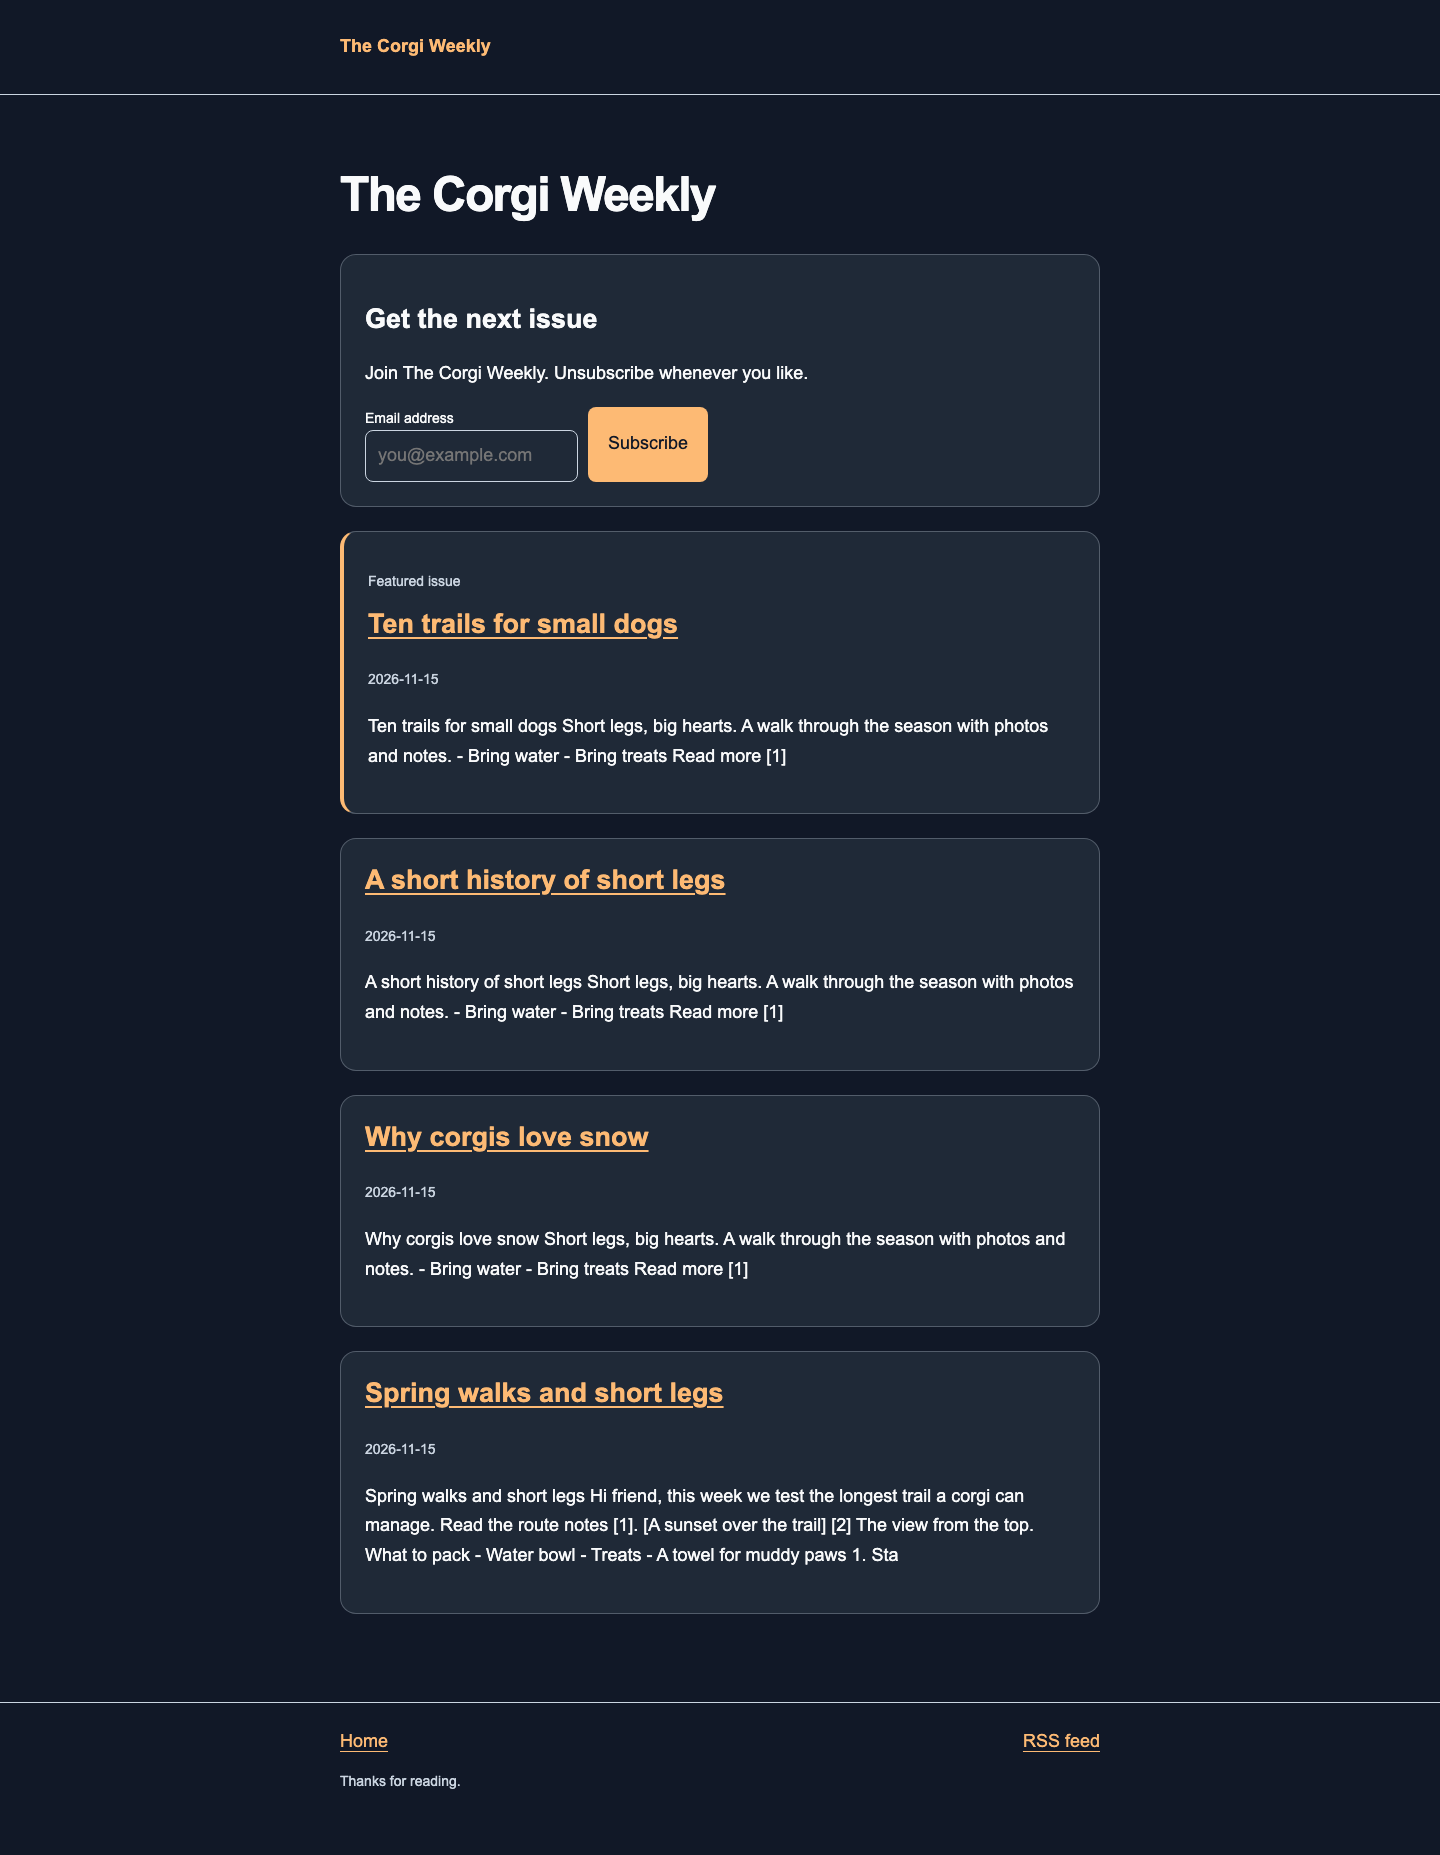 The Corgi Weekly
The Corgi Weekly
Get the next issue
Join The Corgi Weekly. Unsubscribe whenever you like.
Email address
you@example.com
Subscribe
Featured issue
Ten trails for small dogs
2026-11-15
Ten trails for small dogs Short legs, big hearts. A walk through the season with photos
and notes. - Bring water - Bring treats Read more [1]
A short history of short legs
2026-11-15
A short history of short legs Short legs, big hearts. A walk through the season with photos
and notes. - Bring water - Bring treats Read more [1]
Why corgis love snow
2026-11-15
Why corgis love snow Short legs, big hearts. A walk through the season with photos and
notes. - Bring water - Bring treats Read more [1]
Spring walks and short legs
2026-11-15
Spring walks and short legs Hi friend, this week we test the longest trail a corgi can
manage. Read the route notes [1]. [A sunset over the trail] [2] The view from the top.
What to pack - Water bowl - Treats - A towel for muddy paws 1. Sta
Home
RSS feed
Thanks for reading.